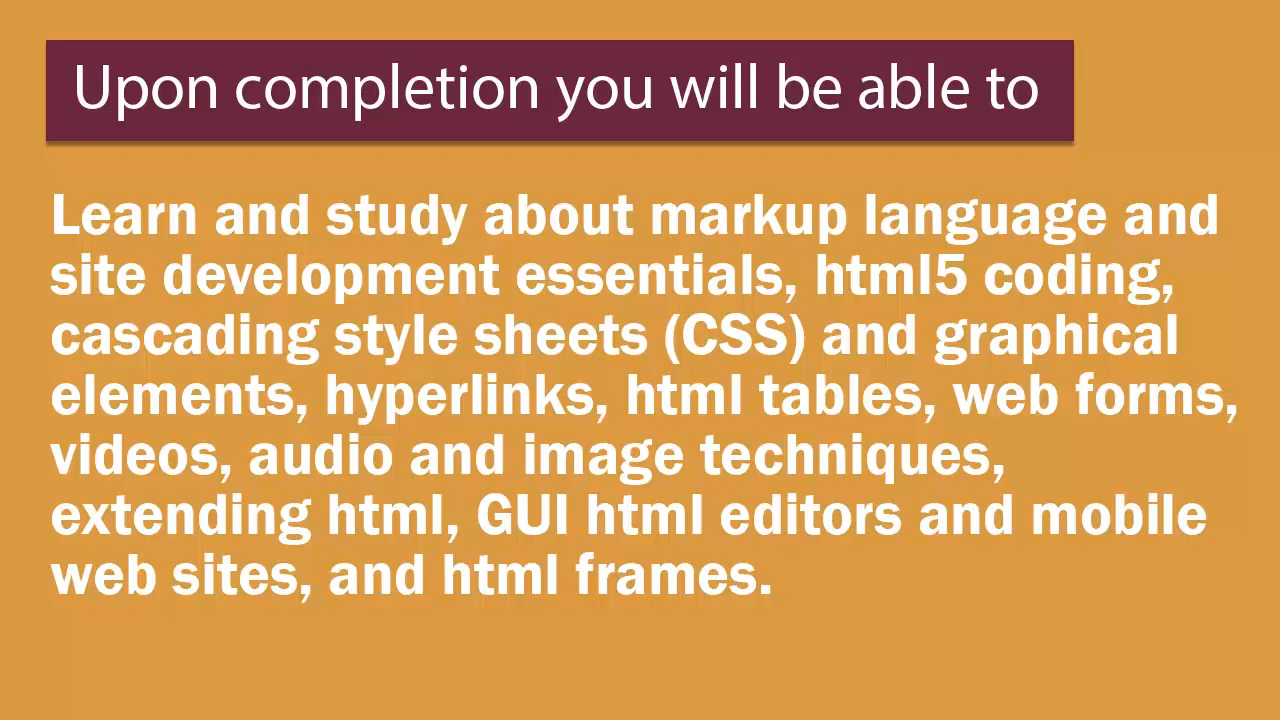 Upon completion you will be able to
Learn and study about markup language and
site development essentials, html5 coding,
cascading style sheets (CSS) and graphical
elements, hyperlinks, html tables, web forms,
videos, audio and image techniques,
extending html, GUI html editors and mobile
web sites, and html frames.